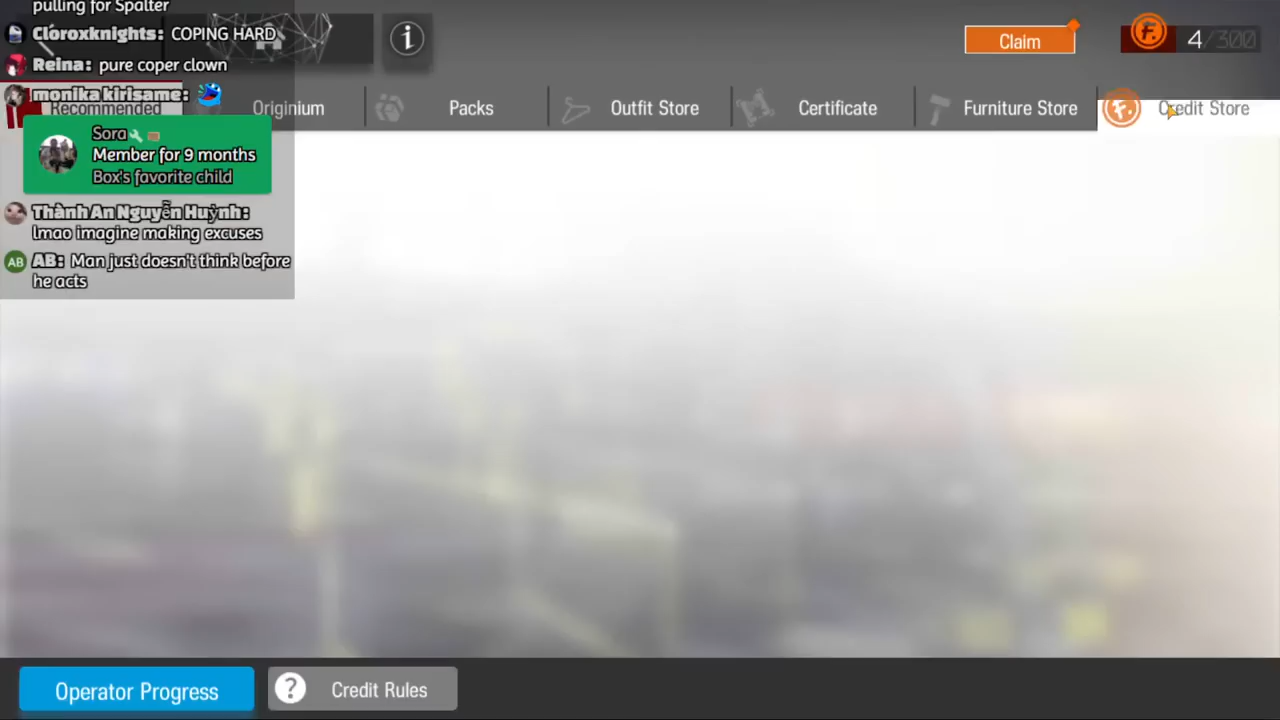 pulling for Spalter
Cloroxknights: COPING HARD
Reina: pure coper clown
monika kirisame:
Sora
Member for 9 months
Box's favorite child
Thành An Nguyễn Huỳnh:
lmao imagine making excuses
AB AB: Man just doesn't think before
he acts
i
Claim
4/300
Recommended
Originium
Packs
Outfit Store
Certificate
Furniture Store
Credit Store
Operator Progress
? Credit Rules